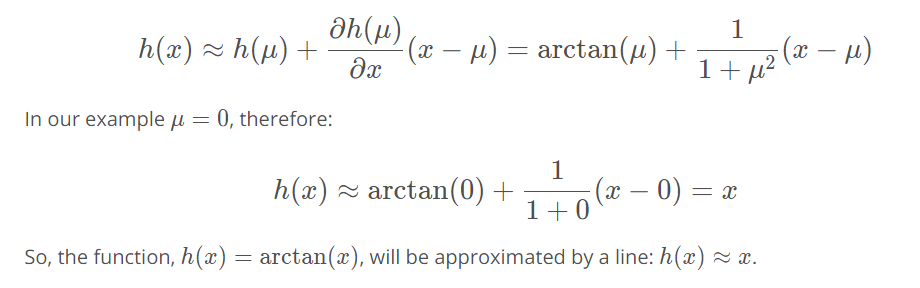 h(x) ≈ h(μ) + ∂h(μ)/∂x (x − μ) = arctan(μ) + 1/(1 + μ²) (x − μ)
In our example μ = 0, therefore:
h(x) ≈ arctan(0) + 1/(1 + 0) (x − 0) = x
So, the function, h(x) = arctan(x), will be approximated by a line: h(x) ≈ x.